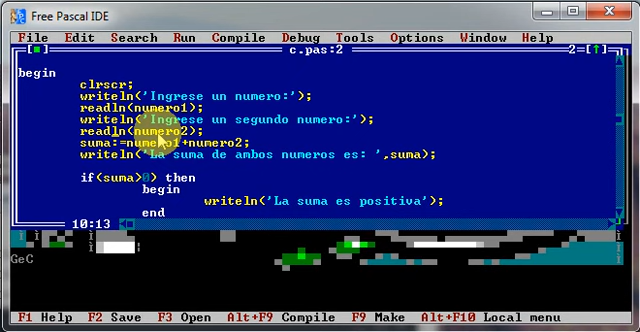 Free Pascal IDE
File Edit Search Run Compile Debug Tools Options Window Help
[■] c.pas:2 2=[↑]
begin
clrscr;
writeln('Ingrese un numero:');
readln(numero1);
writeln('Ingrese un segundo numero:');
readln(numero2);
suma:=numero1+numero2;
writeln('La suma de ambos numeros es: ',suma);
if(suma>0) then
begin
writeln('La suma es positiva');
end
10:13
GeC
F1 Help F2 Save F3 Open Alt+F9 Compile F9 Make Alt+F10 Local menu